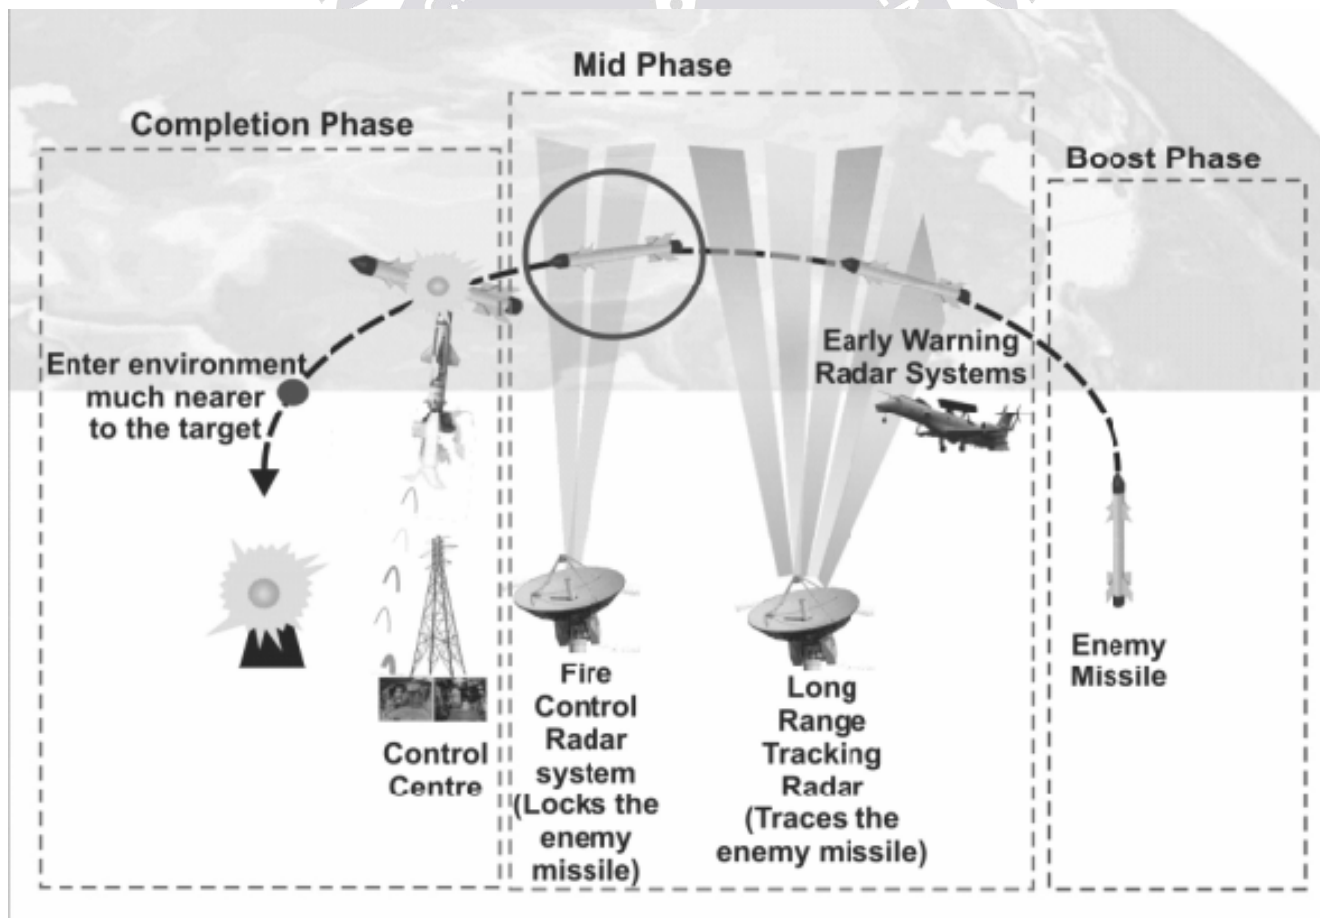 Mid Phase
Completion Phase
Boost Phase
Enter environment
much nearer
to the target
Early Warning
Radar Systems
Enemy
Missile
Control
Centre
Fire
Control
Radar
system
(Locks the
enemy
missile)
Long
Range
Tracking
Radar
(Traces the
enemy missile)